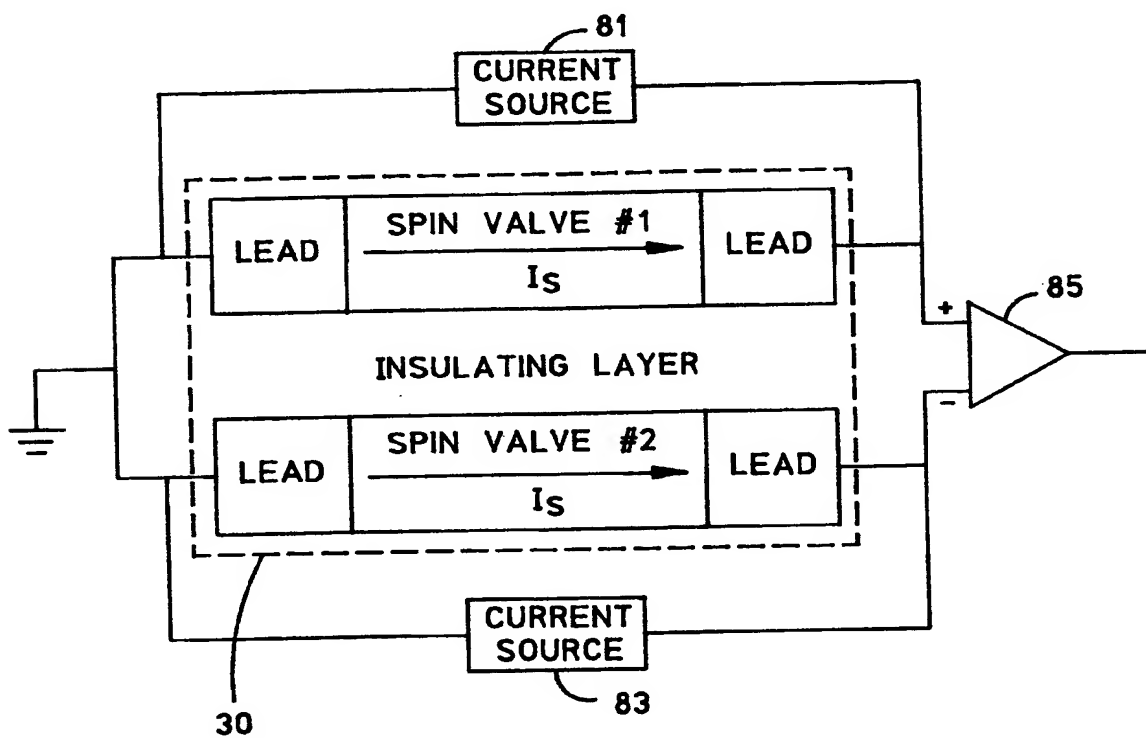 81
CURRENT
SOURCE
LEAD
SPIN VALVE #1
Is
LEAD
+
85
INSULATING LAYER
-
LEAD
SPIN VALVE #2
Is
LEAD
CURRENT
SOURCE
83
30